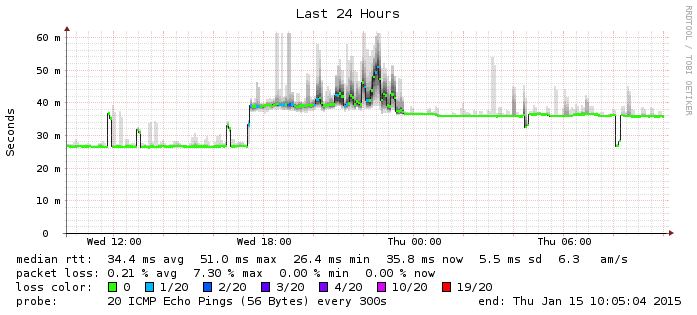 Last 24 Hours
RRDTOOL / TOBI OETIKER
Seconds
60 m
50 m
40 m
30 m
20 m
10 m
0
Wed 12:00 Wed 18:00 Thu 00:00 Thu 06:00
median rtt: 34.4 ms avg 51.0 ms max 26.4 ms min 35.8 ms now 5.5 ms sd 6.3 am/s
packet loss: 0.21 % avg 7.30 % max 0.00 % min 0.00 % now
loss color: 0 1/20 2/20 3/20 4/20 10/20 19/20
probe: 20 ICMP Echo Pings (56 Bytes) every 300s end: Thu Jan 15 10:05:04 2015